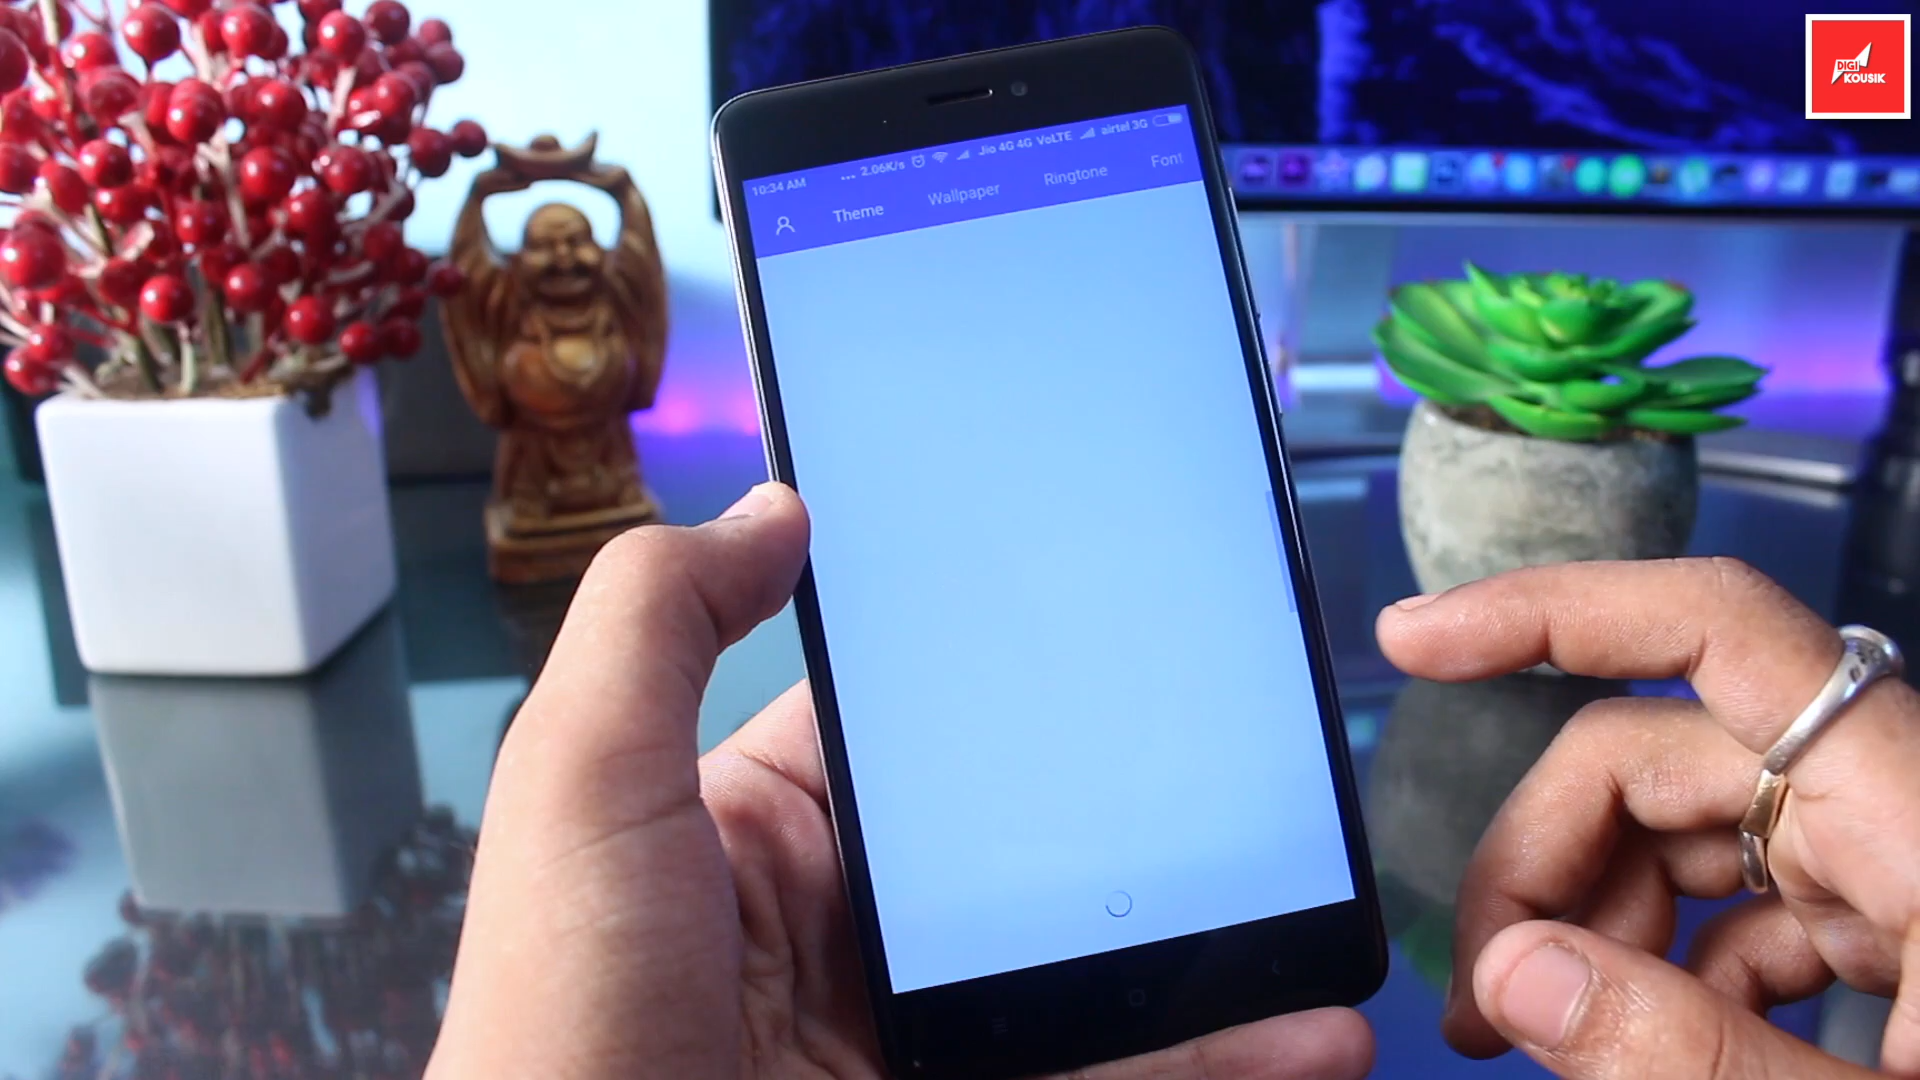 DIGI
KOUSIK
10:34 AM ... 2.06K/s Jio 4G 4G VoLTE airtel 3G
Theme Wallpaper Ringtone Font